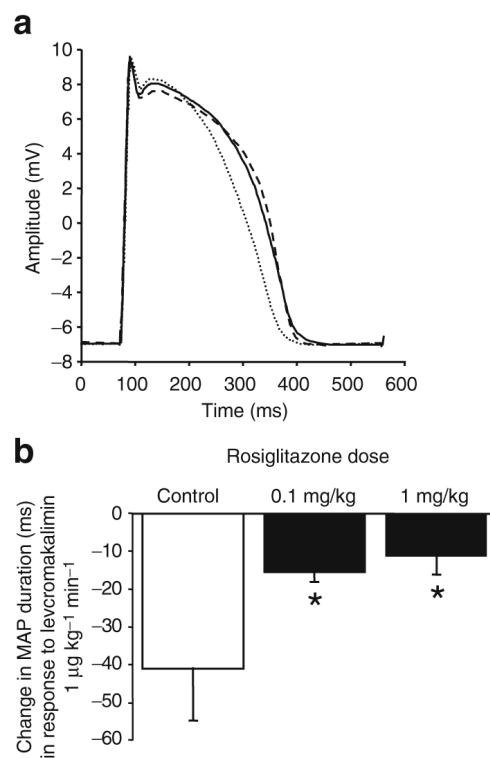 a
Amplitude (mV)
10
8
6
4
2
0
−2
−4
−6
−8
0
100
200
300
400
500
600
Time (ms)
b
Rosiglitazone dose
Control
0.1 mg/kg
1 mg/kg
Change in MAP duration (ms)
in response to levcromakalimin
1 μg kg−1 min−1
0
−10
−20
−30
−40
−50
−60
*
*